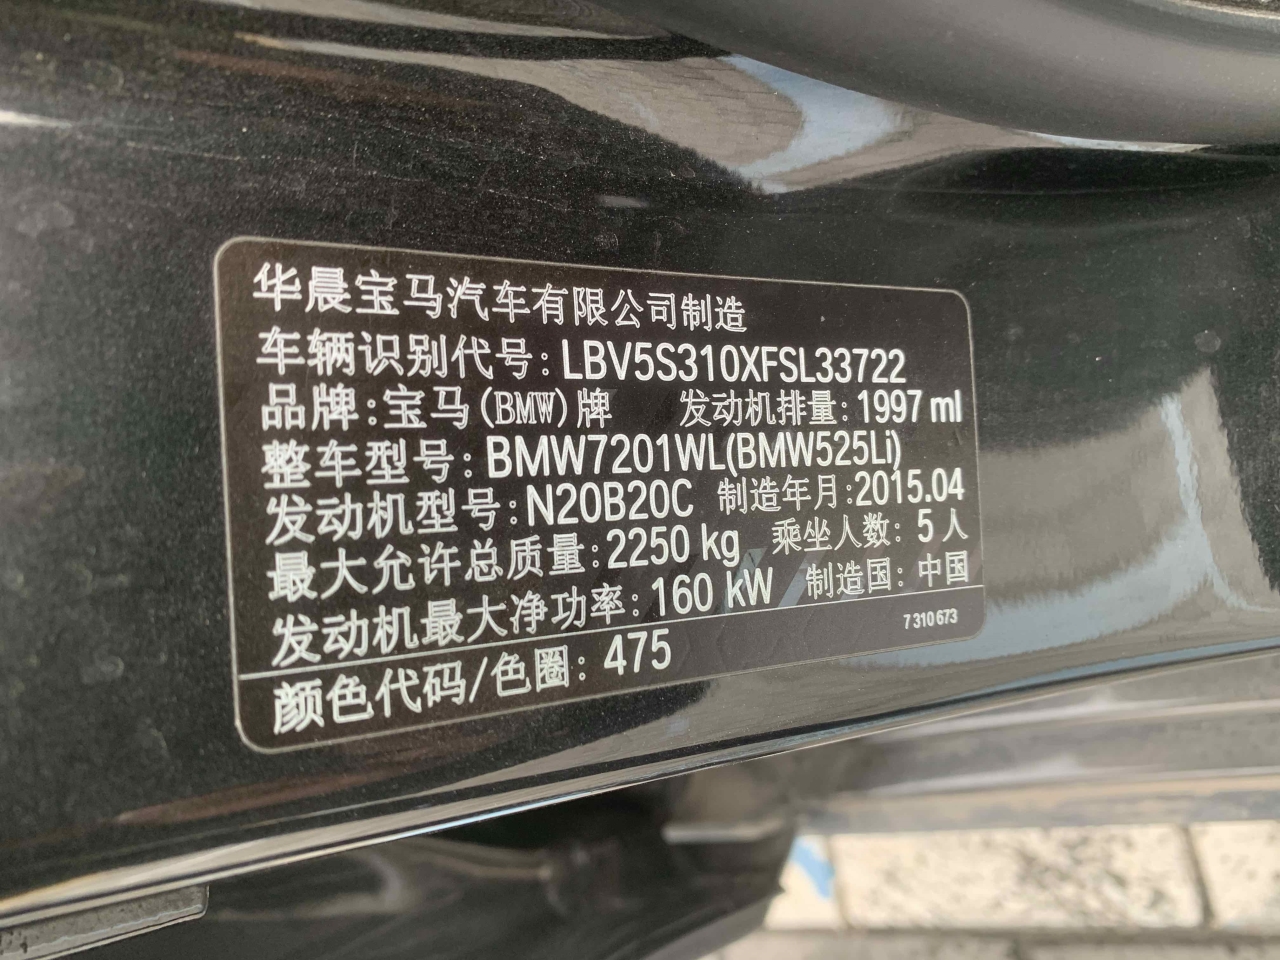 华晨宝马汽车有限公司制造
车辆识别代号：LBV5S310XFSL33722
品牌：宝马（BMW）牌 发动机排量：1997 ml
整车型号：BMW7201WL(BMW525Li)
发动机型号：N20B20C 制造年月：2015.04
最大允许总质量：2250 kg 乘坐人数：5 人
发动机最大净功率：160 kW 制造国：中国
7 310 673
颜色代码/色圈：475